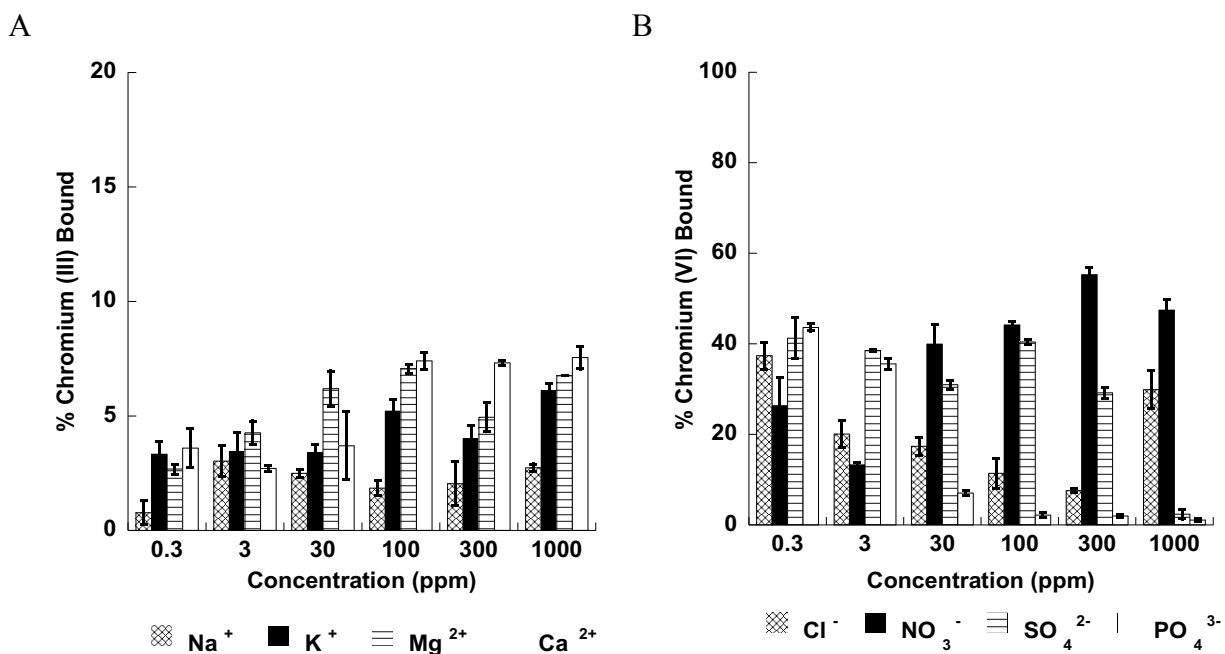 A
% Chromium (III) Bound
20
15
10
5
0
0.3 3 30 100 300 1000
Concentration (ppm)
Na + K + Mg 2+ Ca 2+
B
% Chromium (VI) Bound
100
80
60
40
20
0
0.3 3 30 100 300 1000
Concentration (ppm)
Cl - NO 3 - SO 4 2- PO 4 3-